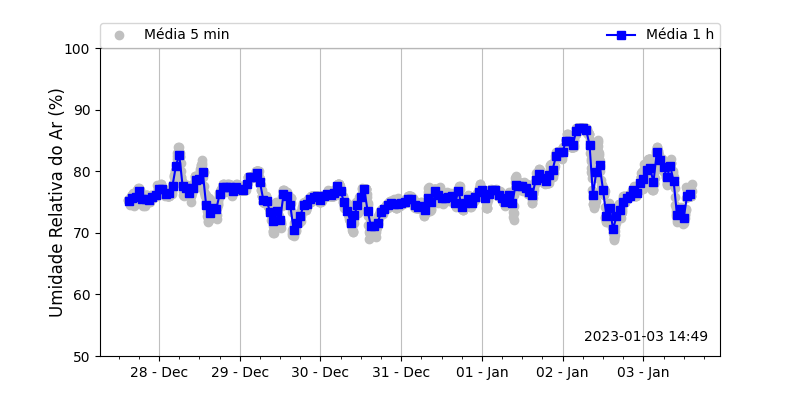 Média 5 min
Média 1 h
Umidade Relativa do Ar (%)
100
90
80
70
60
50
2023-01-03 14:49
28 - Dec
29 - Dec
30 - Dec
31 - Dec
01 - Jan
02 - Jan
03 - Jan